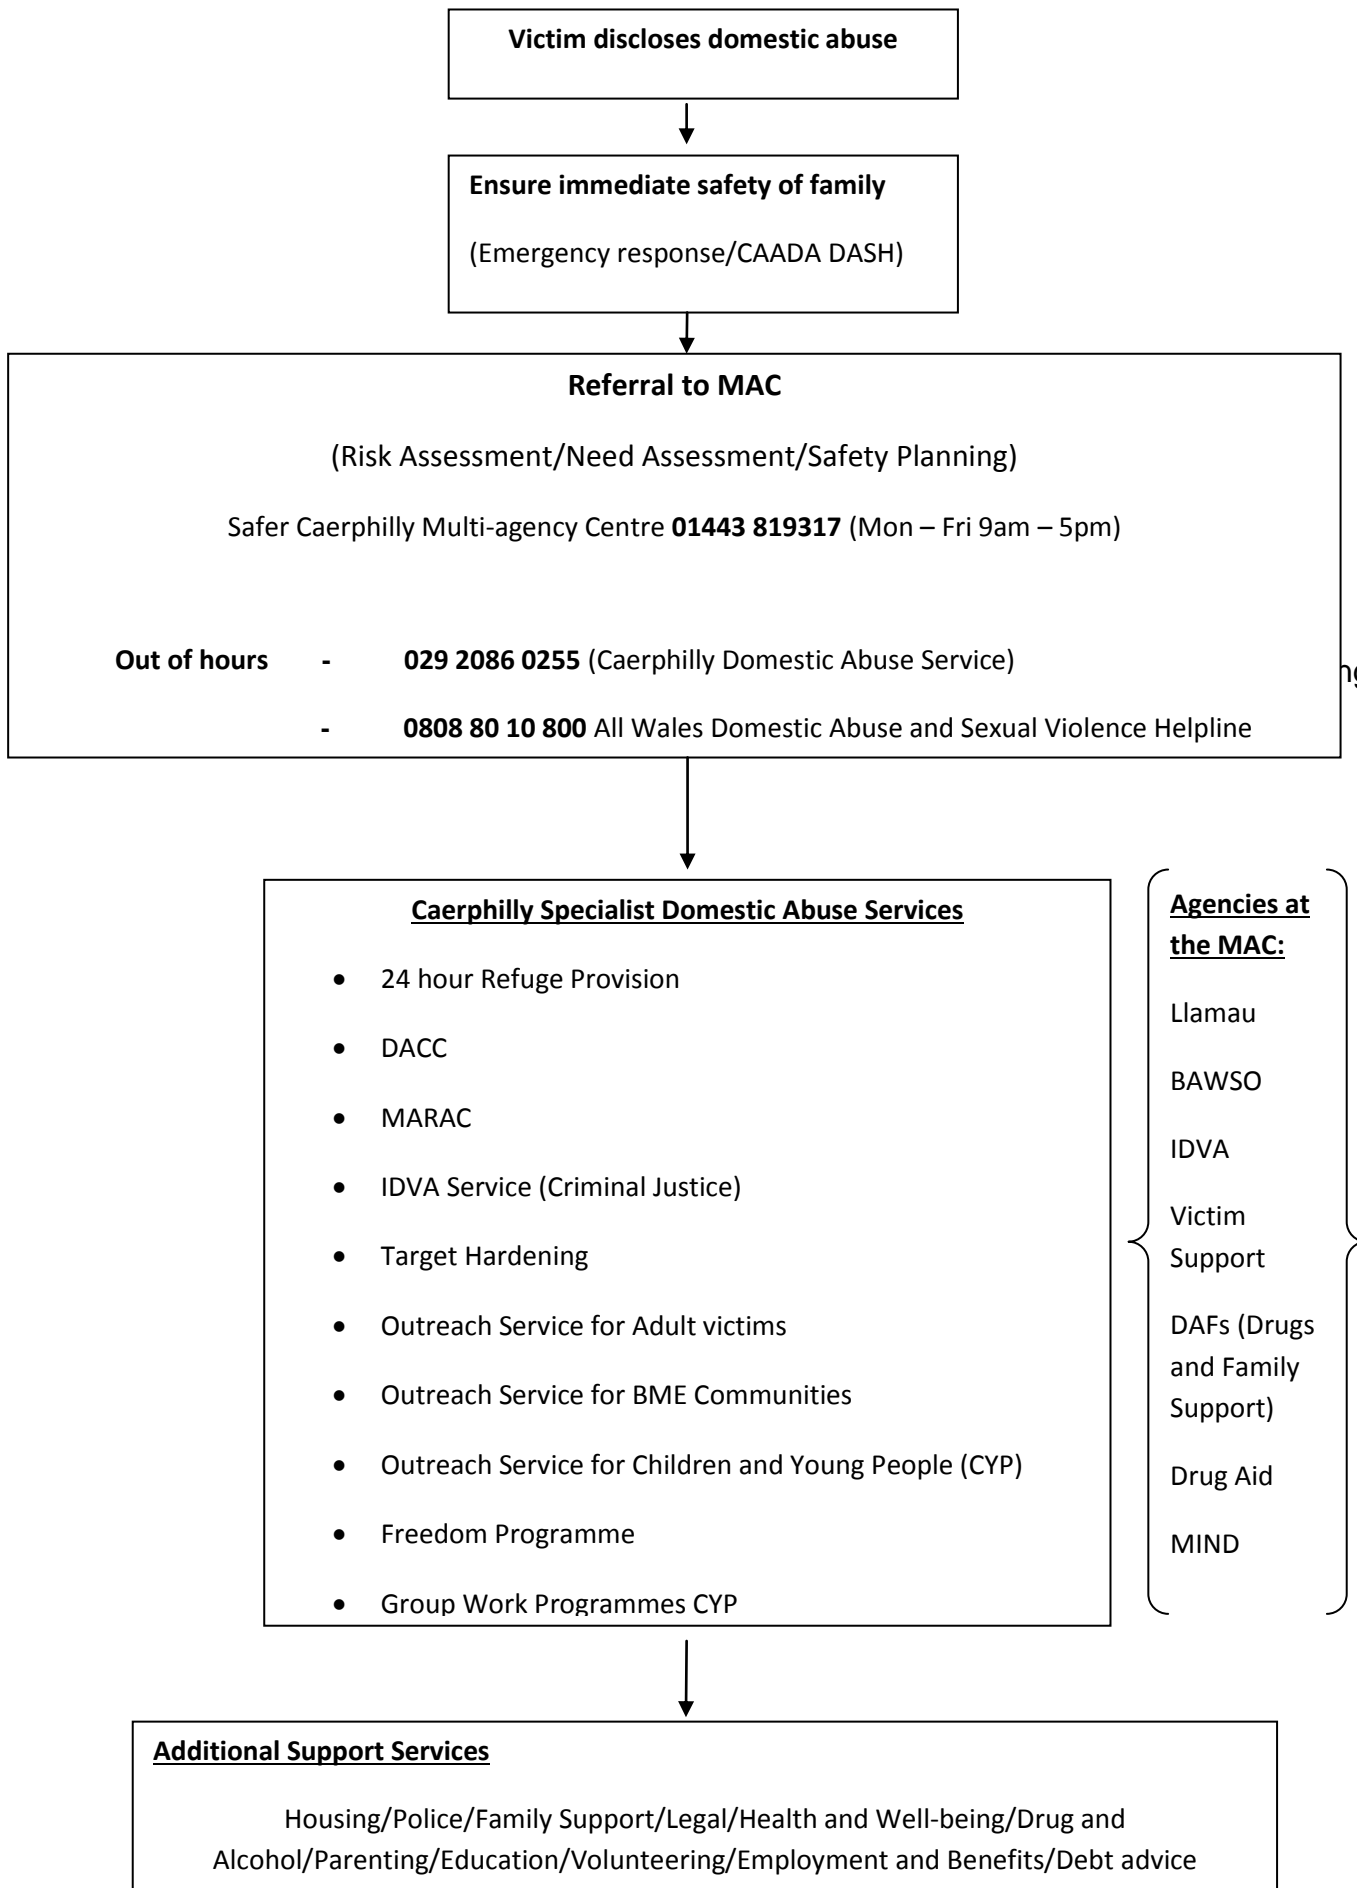 Victim discloses domestic abuse
Ensure immediate safety of family
(Emergency response/CAADA DASH)
Referral to MAC
(Risk Assessment/Need Assessment/Safety Planning)
Safer Caerphilly Multi-agency Centre 01443 819317 (Mon – Fri 9am – 5pm)
Out of hours - 029 2086 0255 (Caerphilly Domestic Abuse Service)
- 0808 80 10 800 All Wales Domestic Abuse and Sexual Violence Helpline
Caerphilly Specialist Domestic Abuse Services
• 24 hour Refuge Provision
• DACC
• MARAC
• IDVA Service (Criminal Justice)
• Target Hardening
• Outreach Service for Adult victims
• Outreach Service for BME Communities
• Outreach Service for Children and Young People (CYP)
• Freedom Programme
• Group Work Programmes CYP
Agencies at
the MAC:
Llamau
BAWSO
IDVA
Victim
Support
DAFs (Drugs
and Family
Support)
Drug Aid
MIND
Additional Support Services
Housing/Police/Family Support/Legal/Health and Well-being/Drug and
Alcohol/Parenting/Education/Volunteering/Employment and Benefits/Debt advice